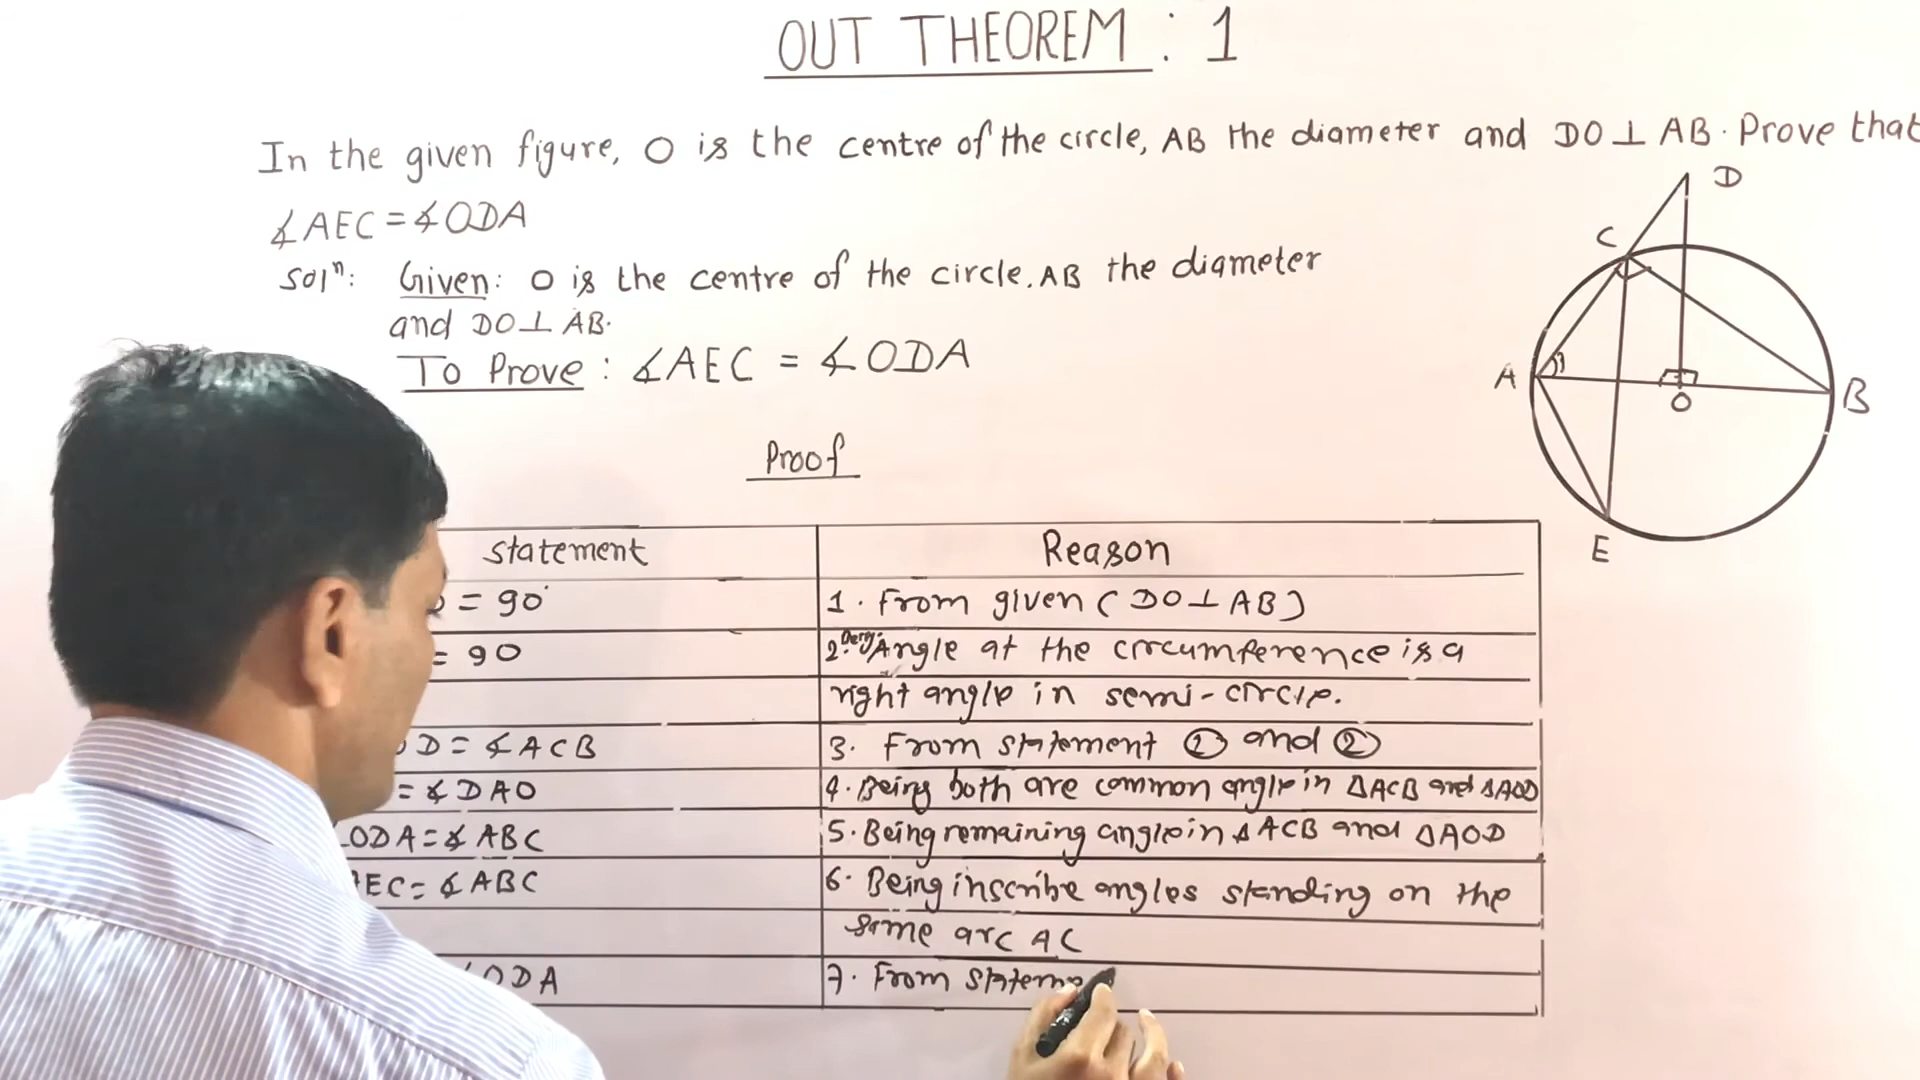 OUT THEOREM : 1
In the given figure, O is the centre of the circle, AB the diameter and DO⊥AB. Prove that
∡AEC = ∡ODA
Solⁿ: Given: O is the centre of the circle. AB the diameter
and DO⊥AB.
To Prove : ∡AEC = ∡ODA
D
C
A
O
B
E
Proof
statement
Reason
= 90°
1. From given (DO⊥AB)
= 90
2. Being Angle at the circumference is a
right angle in semi-circle.
OD = ∡ACB
3. From statement ① and ②
= ∡DAO
4. Being both are common angle in ΔACB and ΔAOD
ODA = ∡ABC
5. Being remaining angle in ΔACB and ΔAOD
EC = ∡ABC
6. Being inscribe angles standing on the
same arc AC
ODA
7. From Stateme